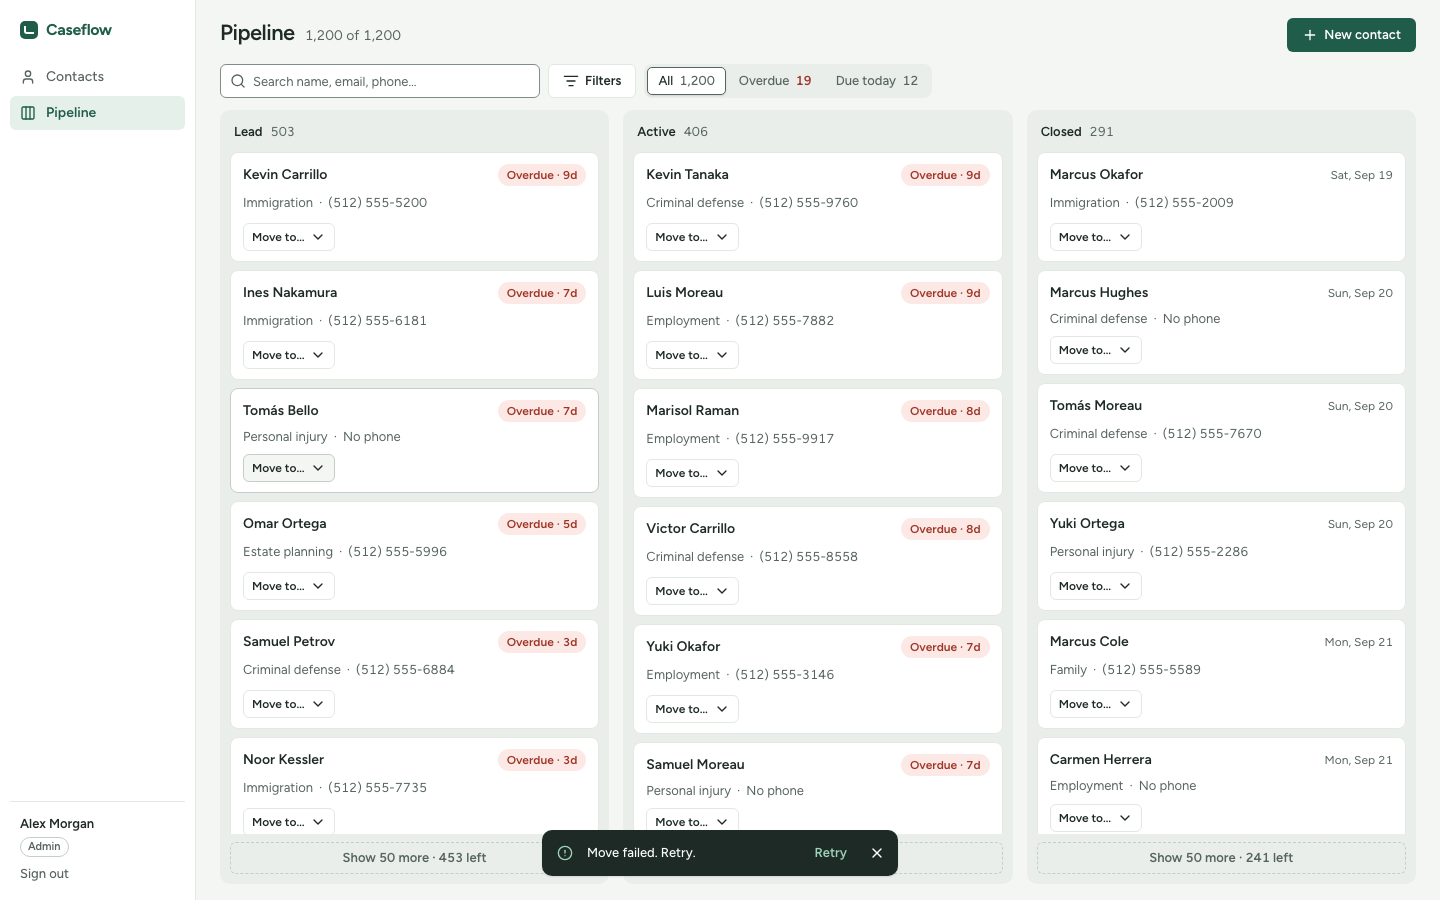 Caseflow
Contacts
Pipeline
Alex Morgan
Admin
Sign out
Pipeline 1,200 of 1,200
New contact
Search name, email, phone...
Filters
All 1,200
Overdue 19
Due today 12
Lead 503
Kevin Carrillo
Overdue · 9d
Immigration · (512) 555-5200
Move to...
Ines Nakamura
Overdue · 7d
Immigration · (512) 555-6181
Move to...
Tomás Bello
Overdue · 7d
Personal injury · No phone
Move to...
Omar Ortega
Overdue · 5d
Estate planning · (512) 555-5996
Move to...
Samuel Petrov
Overdue · 3d
Criminal defense · (512) 555-6884
Move to...
Noor Kessler
Overdue · 3d
Immigration · (512) 555-7735
Move to...
Show 50 more · 453 left
Active 406
Kevin Tanaka
Overdue · 9d
Criminal defense · (512) 555-9760
Move to...
Luis Moreau
Overdue · 9d
Employment · (512) 555-7882
Move to...
Marisol Raman
Overdue · 8d
Employment · (512) 555-9917
Move to...
Victor Carrillo
Overdue · 8d
Criminal defense · (512) 555-8558
Move to...
Yuki Okafor
Overdue · 7d
Employment · (512) 555-3146
Move to...
Samuel Moreau
Overdue · 7d
Personal injury · No phone
Move to...
Closed 291
Marcus Okafor
Sat, Sep 19
Immigration · (512) 555-2009
Move to...
Marcus Hughes
Sun, Sep 20
Criminal defense · No phone
Move to...
Tomás Moreau
Sun, Sep 20
Criminal defense · (512) 555-7670
Move to...
Yuki Ortega
Sun, Sep 20
Personal injury · (512) 555-2286
Move to...
Marcus Cole
Mon, Sep 21
Family · (512) 555-5589
Move to...
Carmen Herrera
Mon, Sep 21
Employment · No phone
Move to...
Show 50 more · 241 left
Move failed. Retry.
Retry